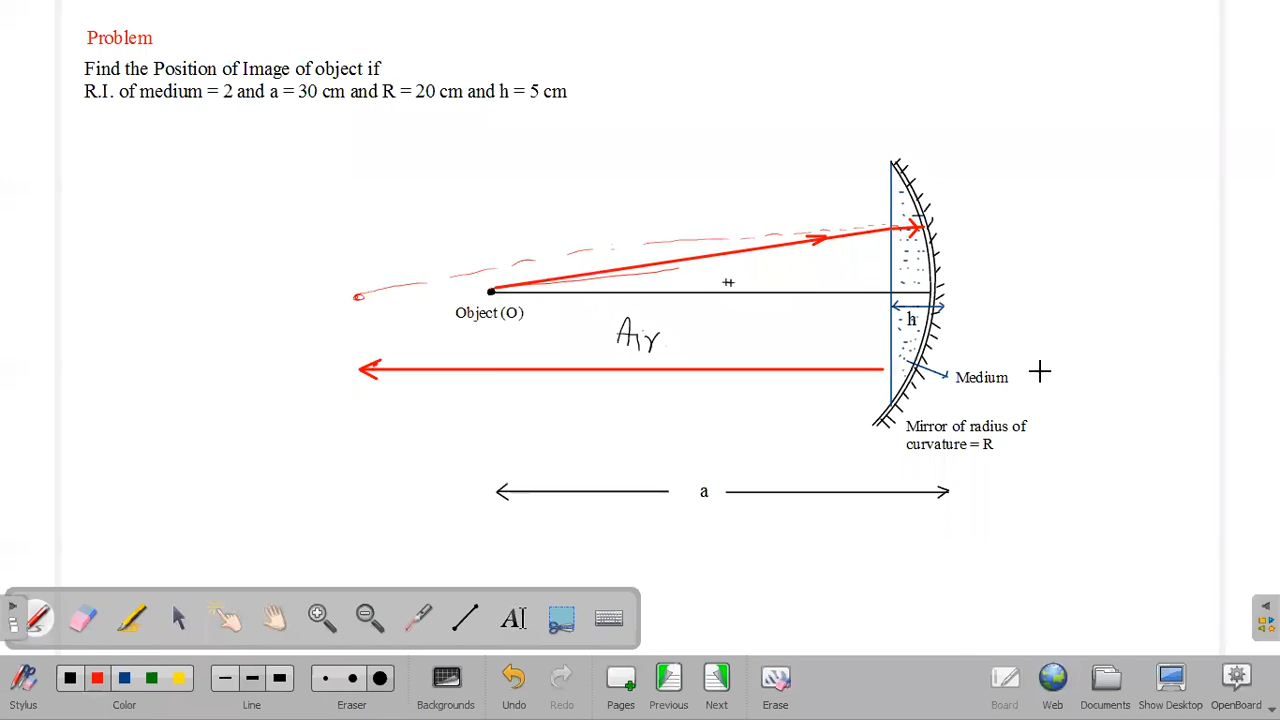 Problem
Find the Position of Image of object if
R.I. of medium = 2 and a = 30 cm and R = 20 cm and h = 5 cm
Object (O)
Air
h
Medium
Mirror of radius of
curvature = R
a
Stylus
Color
Line
Eraser
Backgrounds
Undo
Redo
Pages
Previous
Next
Erase
Board
Web
Documents
Show Desktop
OpenBoard